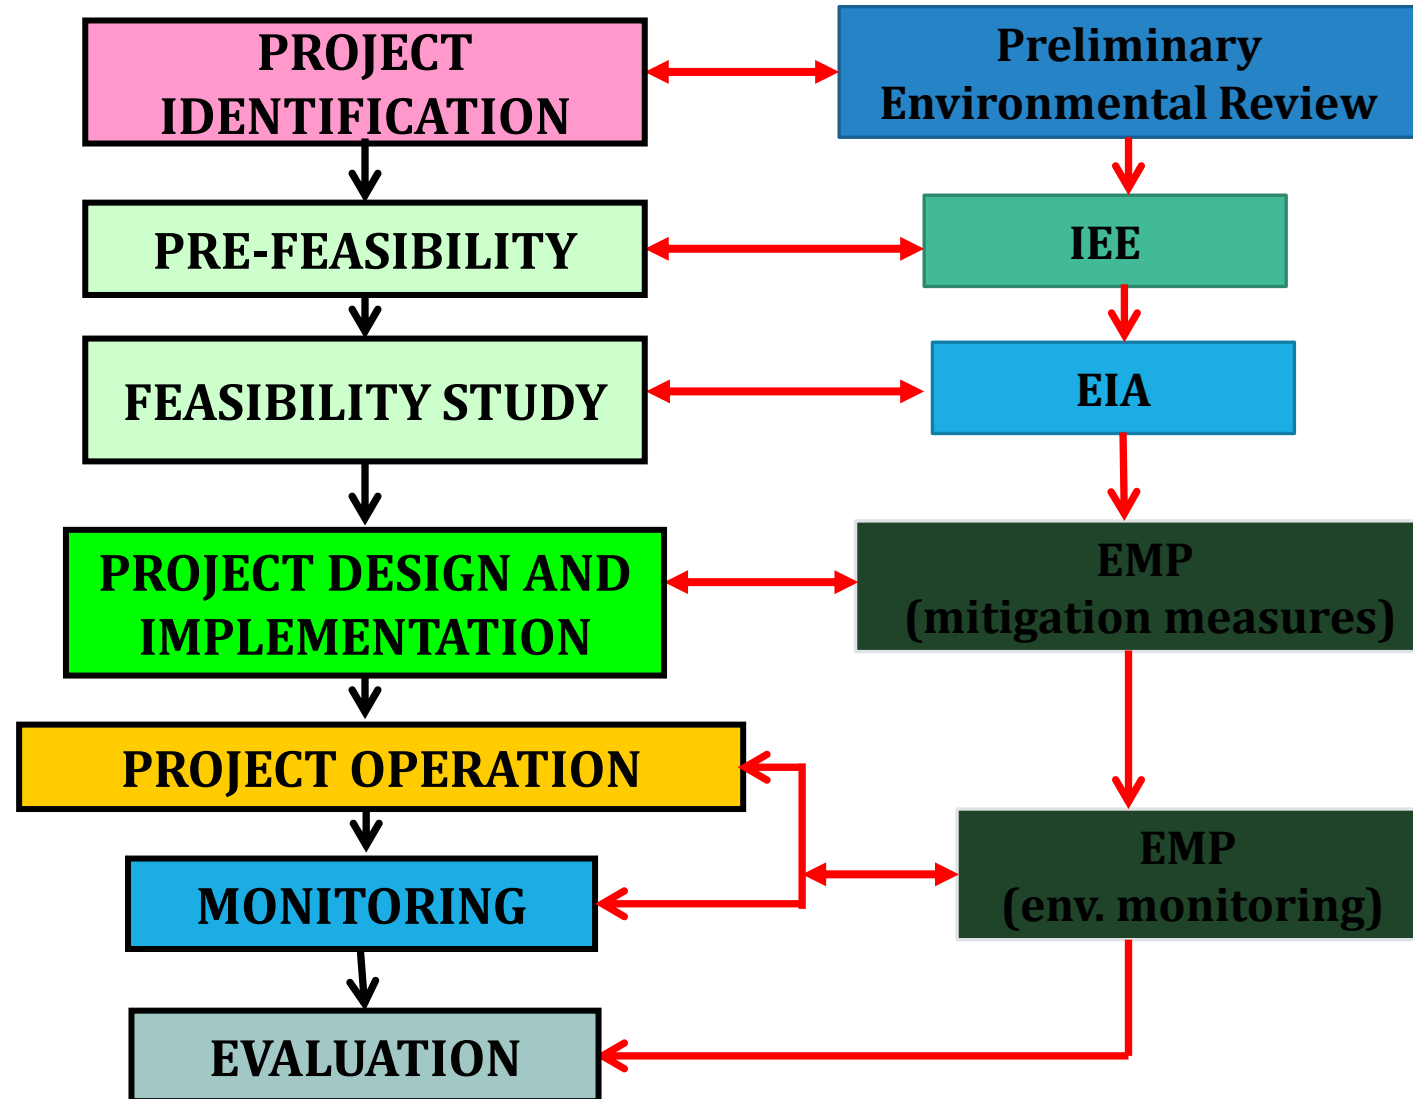 PROJECT
IDENTIFICATION
Preliminary
Environmental Review
PRE-FEASIBILITY
IEE
FEASIBILITY STUDY
EIA
PROJECT DESIGN AND
IMPLEMENTATION
EMP
(mitigation measures)
PROJECT OPERATION
MONITORING
EMP
(env. monitoring)
EVALUATION